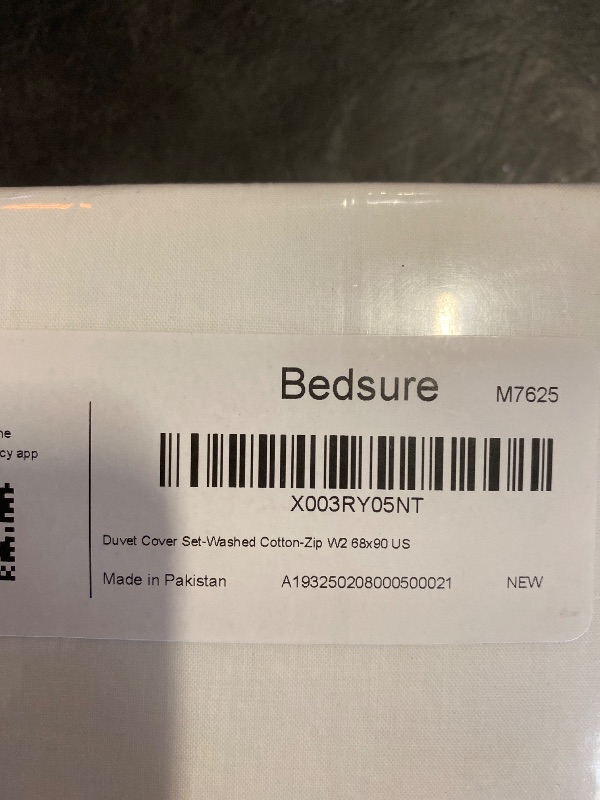 Bedsure M7625
cy app
X003RY05NT
Duvet Cover Set-Washed Cotton-Zip W2 68x90 US
Made in Pakistan A193250208000500021 NEW